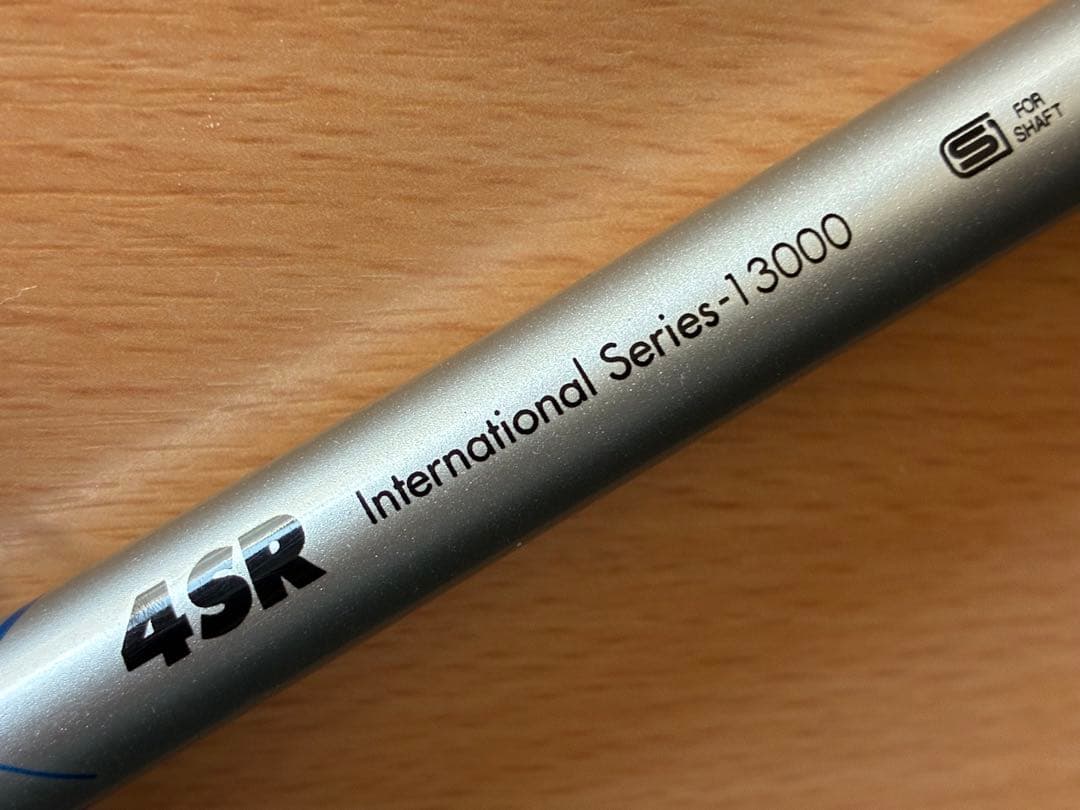 4SR International Series-13000
S FOR
SHAFT